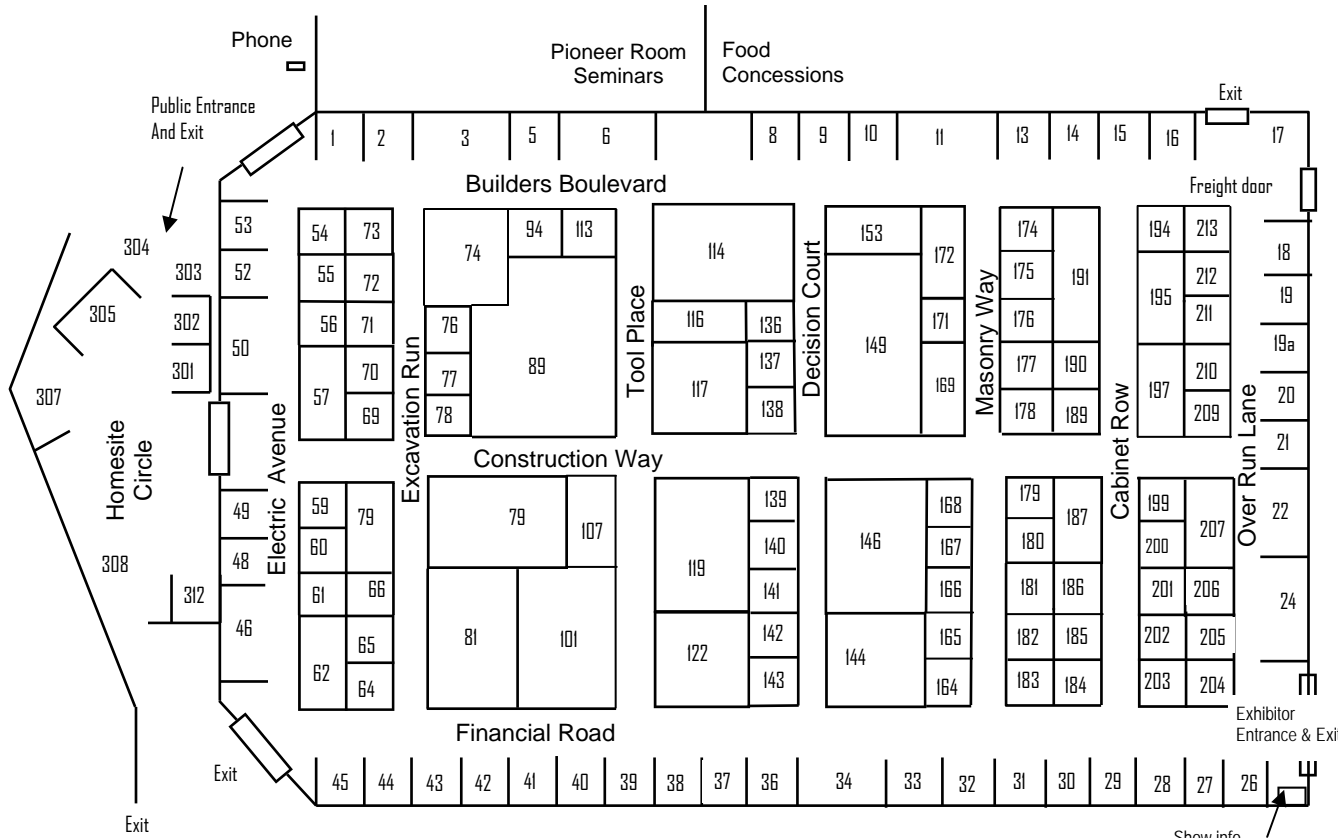 Phone
Pioneer Room
Seminars
Food
Concessions
Public Entrance
And Exit
Exit
1 2 3 5 6 8 9 10 11 13 14 15 16 17
Builders Boulevard
Freight door
304 303 53 54 73 74 94 113 114 153 172 174 191 194 213 18
305 302 52 55 72 175 195 212 19
301 50 56 71 76 89 116 136 149 171 176 211 19a
307 57 70 77 117 137 169 177 190 197 210 20
69 78 138 178 189 209 21
Homesite
Circle
Electric Avenue
Excavation Run
Tool Place
Decision Court
Masonry Way
Cabinet Row
Over Run Lane
Construction Way
49 59 79 79 107 139 168 179 187 199 207 22
308 48 60 119 140 146 167 180 200
312 46 61 66 81 101 141 166 181 186 201 206 24
62 65 122 142 144 165 182 185 202 205
64 143 164 183 184 203 204
Exhibitor
Entrance & Exit
Financial Road
Exit
45 44 43 42 41 40 39 38 37 36 34 33 32 31 30 29 28 27 26
Exit
Show info